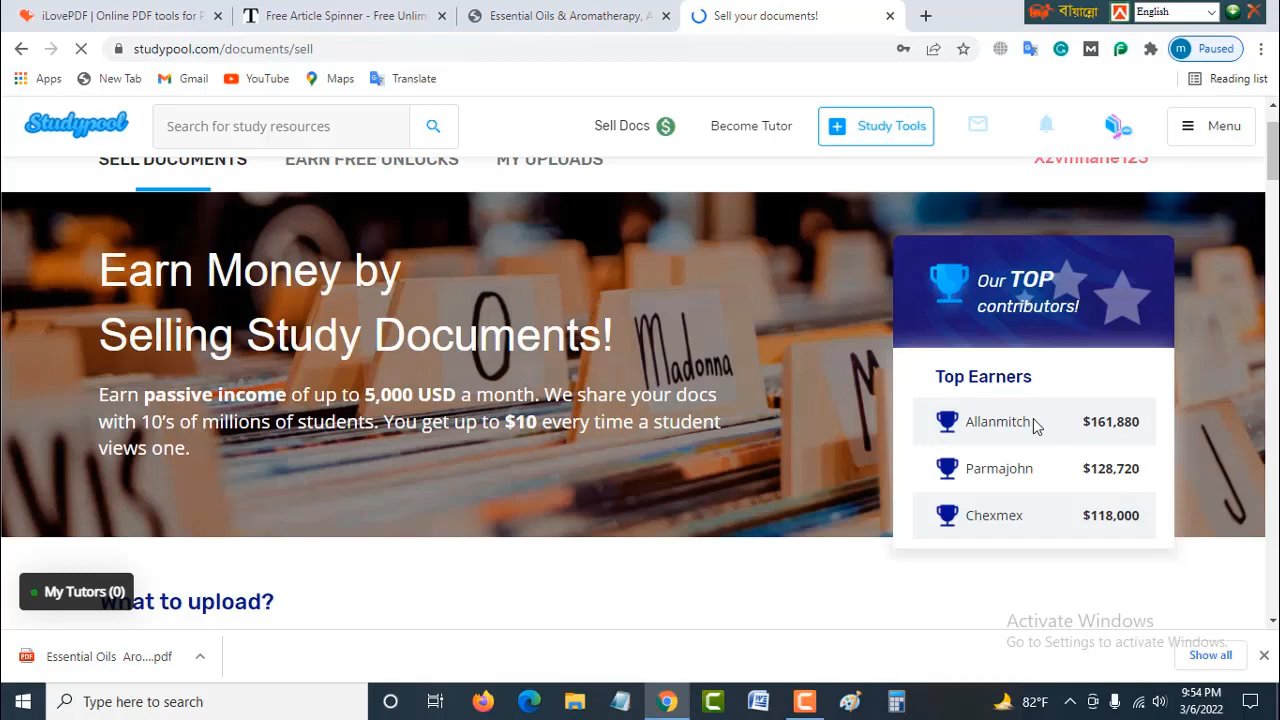 iLovePDF | Online PDF tools for P
Free Article Spinner - Free Unlim
Essential Oils & Aromatherapy, A
Sell your documents!
বায়ান্নো
English
studypool.com/documents/sell
m Paused
Apps
New Tab
Gmail
YouTube
Maps
Translate
Reading list
Studypool
Search for study resources
Sell Docs $
Become Tutor
Study Tools
Menu
SELL DOCUMENTS
EARN FREE UNLOCKS
MY UPLOADS
Earn Money by
Selling Study Documents!
Earn passive income of up to 5,000 USD a month. We share your docs
with 10's of millions of students. You get up to $10 every time a student
views one.
O
Madonna
M
Our TOP
contributors!
Top Earners
Allanmitch $161,880
Parmajohn $128,720
Chexmex $118,000
My Tutors (0)
What to upload?
Activate Windows
Go to Settings to activate Windows.
Essential Oils Aro....pdf
Show all
Type here to search
82°F
9:54 PM
3/6/2022